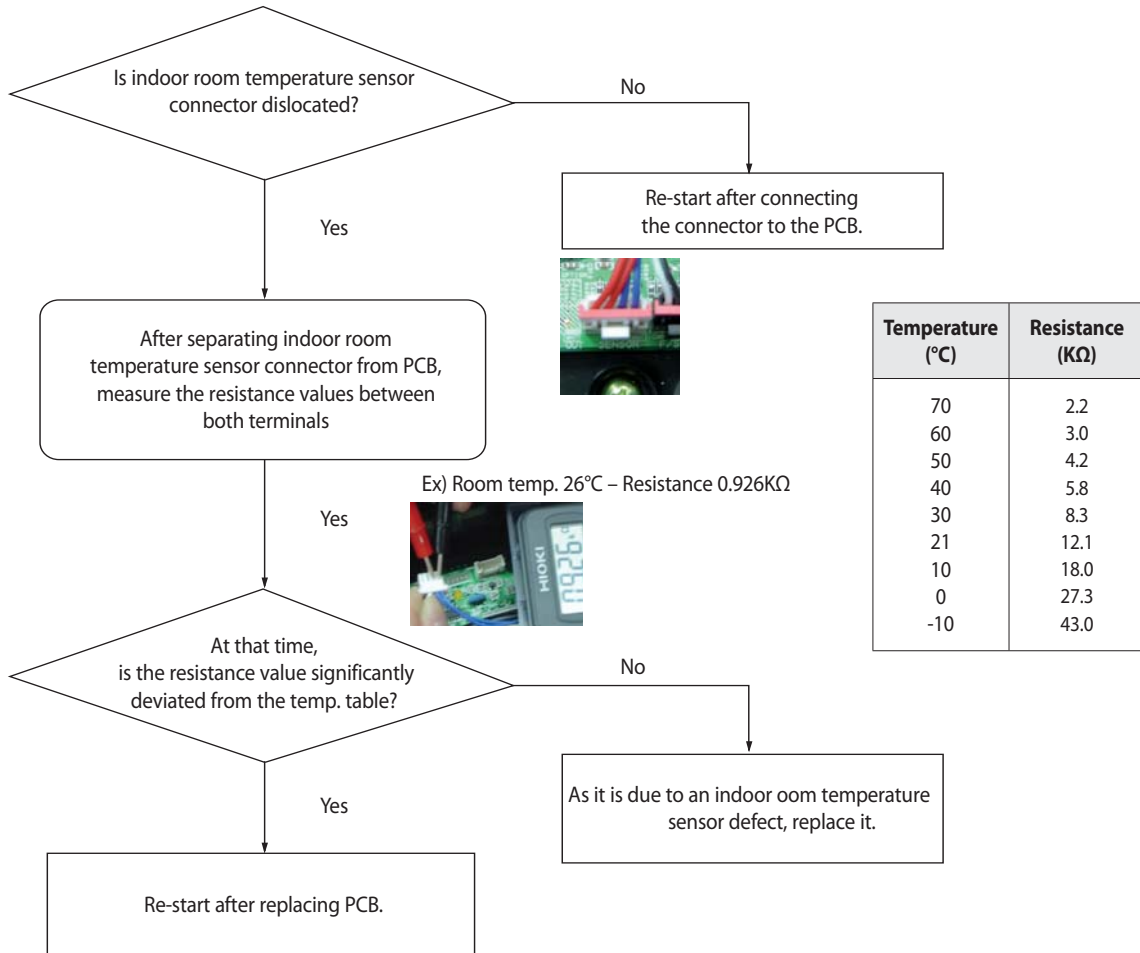 Is indoor room temperature sensor
connector dislocated?
No
Re-start after connecting
the connector to the PCB.
Yes
After separating indoor room
temperature sensor connector from PCB,
measure the resistance values between
both terminals
Temperature
(°C)
Resistance
(KΩ)
70 2.2
60 3.0
50 4.2
40 5.8
30 8.3
21 12.1
10 18.0
0 27.3
-10 43.0
Ex) Room temp. 26°C – Resistance 0.926KΩ
HIOKI
0926
Yes
At that time,
is the resistance value significantly
deviated from the temp. table?
No
As it is due to an indoor oom temperature
sensor defect, replace it.
Yes
Re-start after replacing PCB.